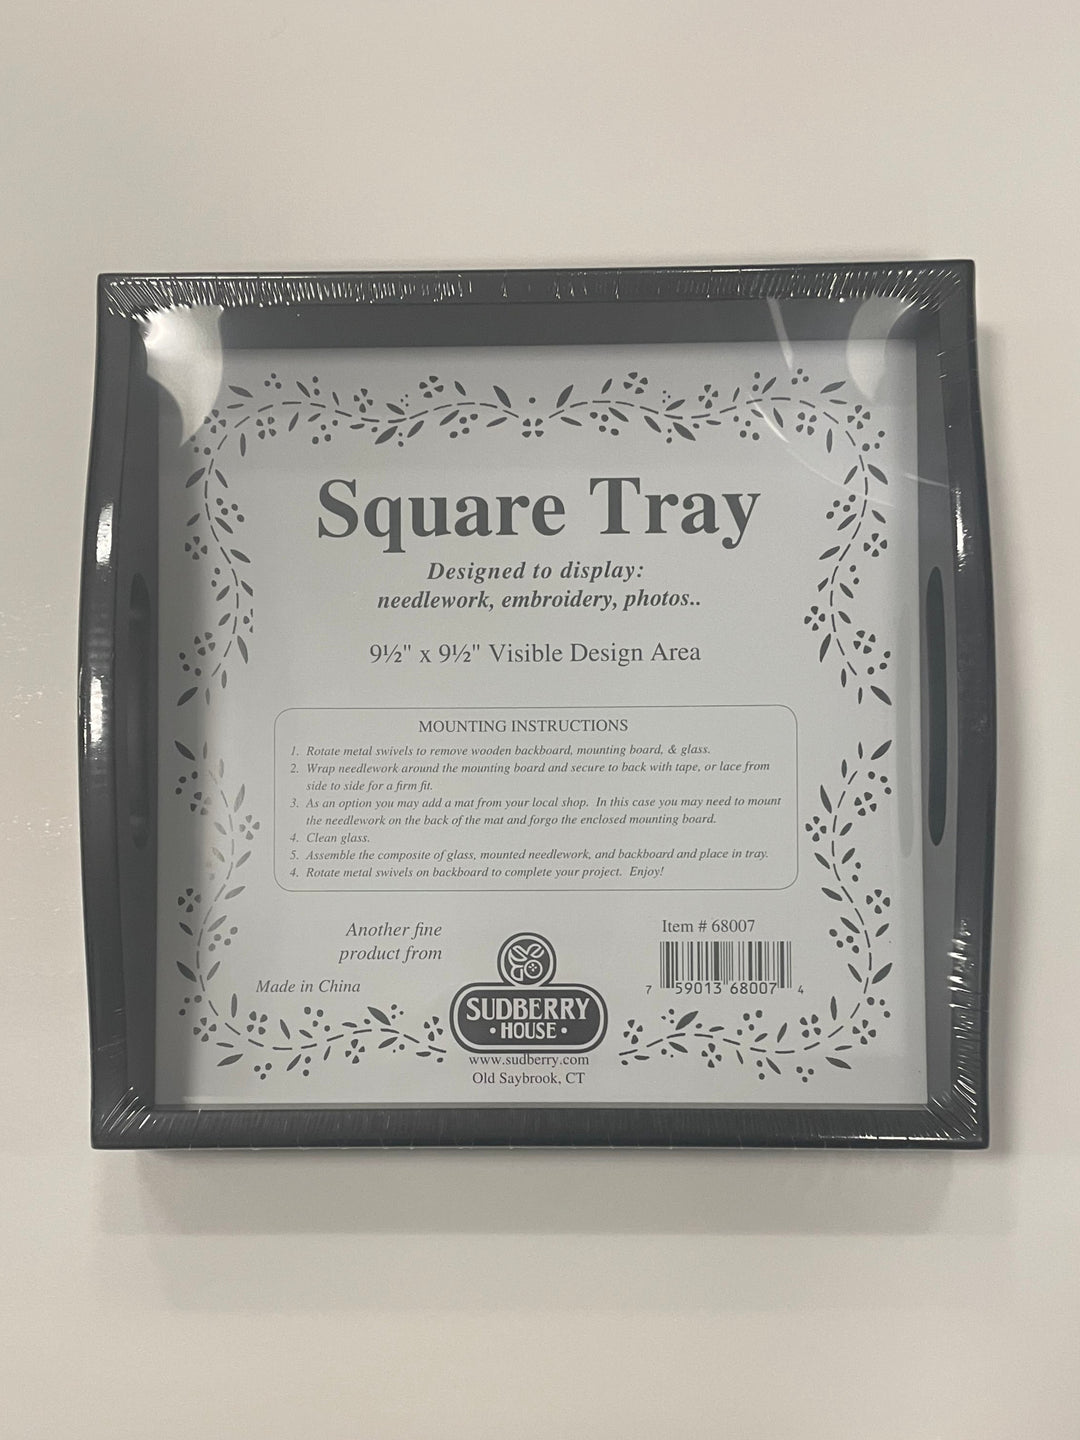 Square Tray
Designed to display:
needlework, embroidery, photos..
9½" x 9½" Visible Design Area
MOUNTING INSTRUCTIONS
1. Rotate metal swivels to remove wooden backboard, mounting board, & glass.
2. Wrap needlework around the mounting board and secure to back with tape, or lace from
side to side for a firm fit.
3. As an option you may add a mat from your local shop. In this case you may need to mount
the needlework on the back of the mat and forgo the enclosed mounting board.
4. Clean glass.
5. Assemble the composite of glass, mounted needlework, and backboard and place in tray.
4. Rotate metal swivels on backboard to complete your project. Enjoy!
Another fine
product from
Made in China
SUDBERRY
• HOUSE •
www.sudberry.com
Old Saybrook, CT
Item # 68007
7 59013 68007 4